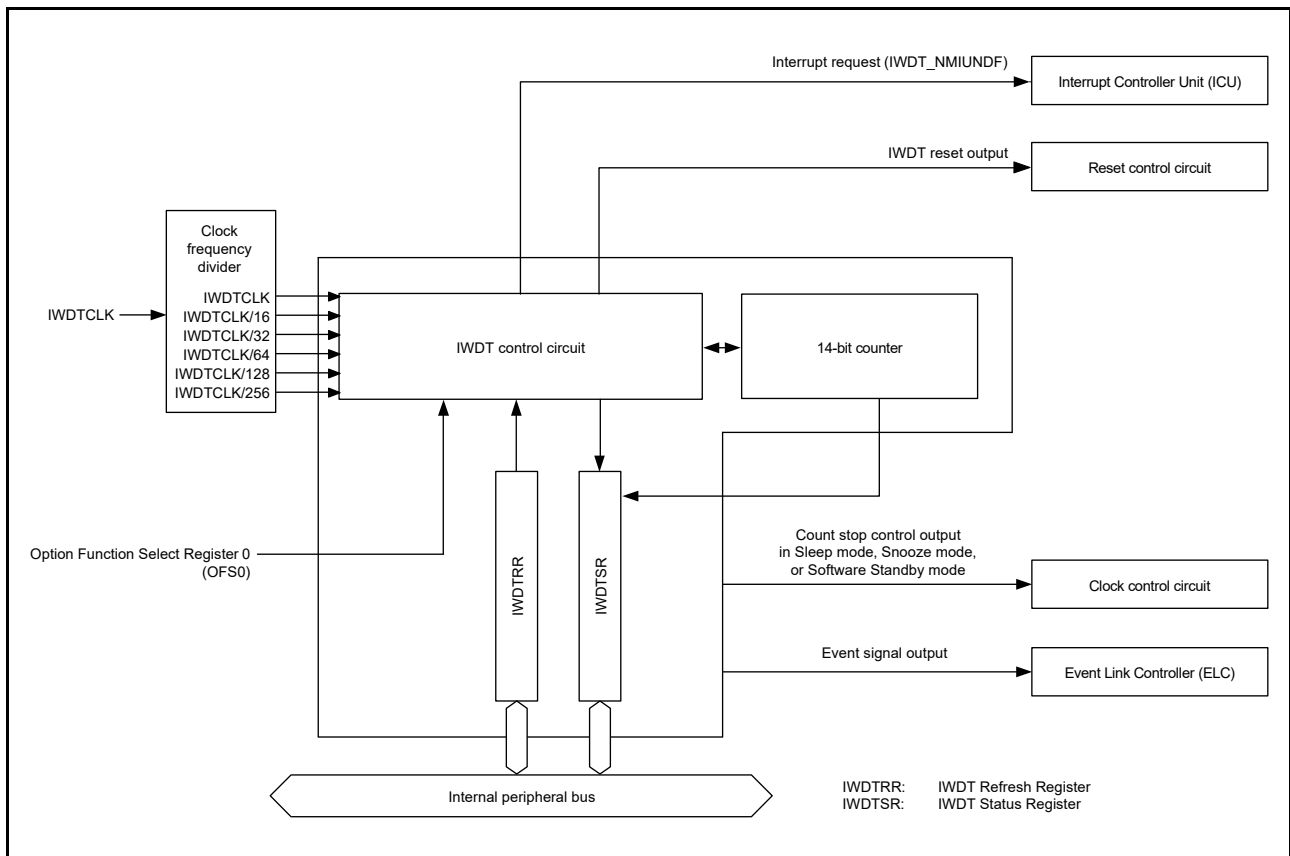 Interrupt request (IWDT_NMIUNDF)
Interrupt Controller Unit (ICU)
IWDT reset output
Reset control circuit
Clock
frequency
divider
IWDTCLK
IWDTCLK
IWDTCLK/16
IWDTCLK/32
IWDTCLK/64
IWDTCLK/128
IWDTCLK/256
IWDT control circuit
14-bit counter
Option Function Select Register 0
(OFS0)
IWDTRR
IWDTSR
Count stop control output
in Sleep mode, Snooze mode,
or Software Standby mode
Clock control circuit
Event signal output
Event Link Controller (ELC)
Internal peripheral bus
IWDTRR: IWDT Refresh Register
IWDTSR: IWDT Status Register